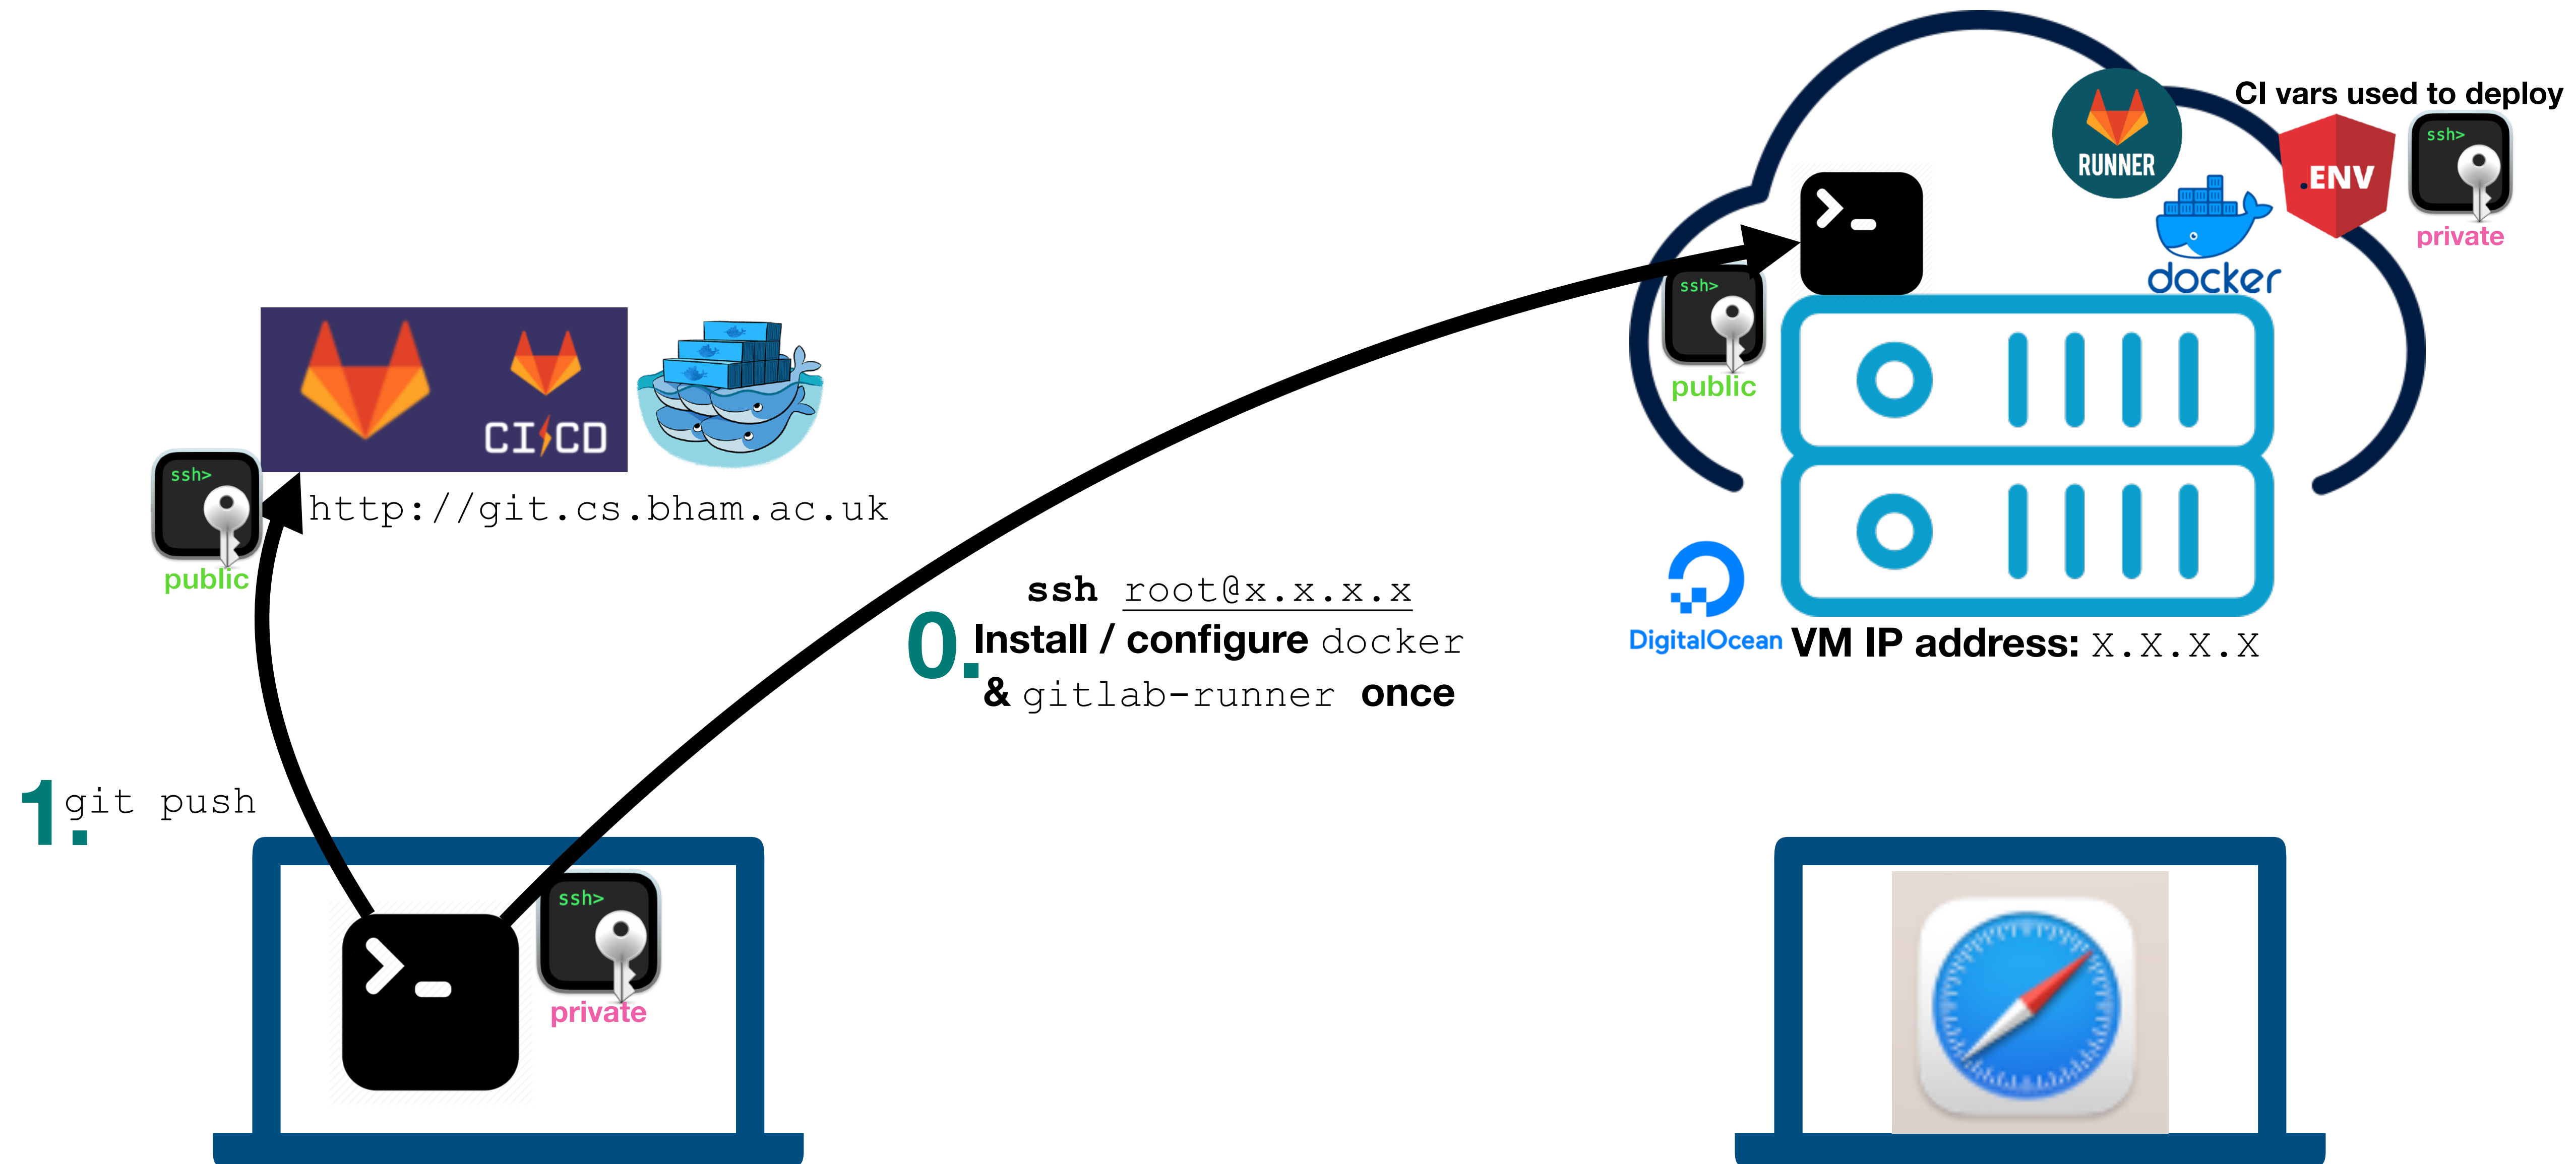 CI vars used to deploy
RUNNER
.ENV
ssh>
private
docker
ssh>
public
CI CD
ssh>
public
http://git.cs.bham.ac.uk
ssh root@x.x.x.x
0. Install / configure docker
& gitlab-runner once
DigitalOcean
VM IP address: X.X.X.X
1. git push
ssh>
private